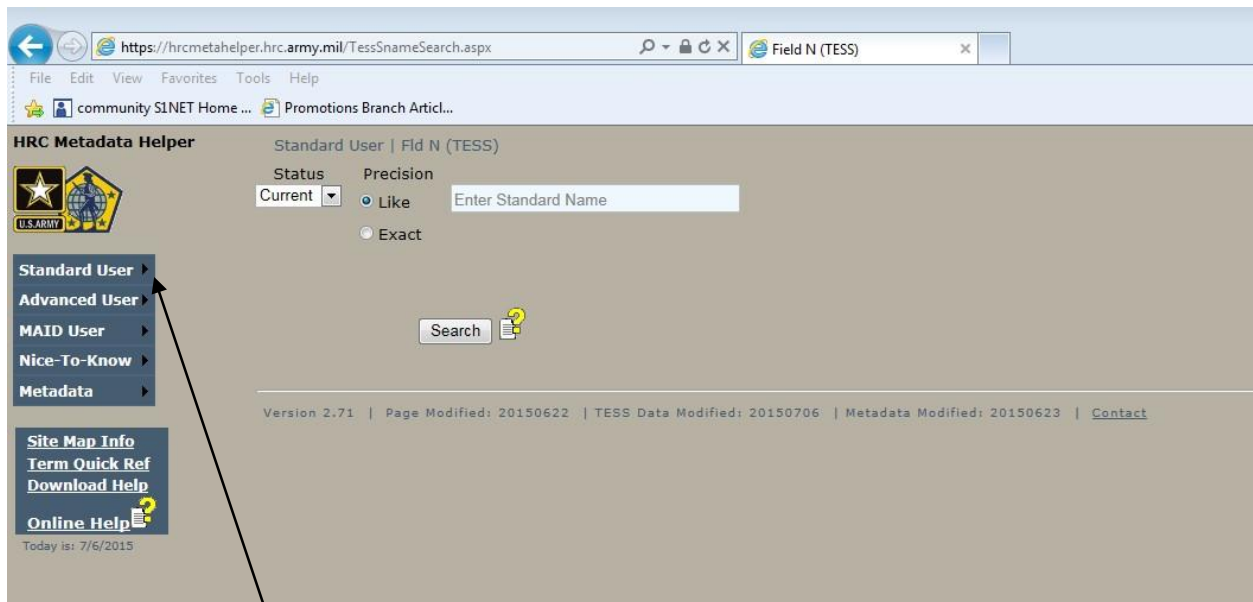 https://hrcmetahelper.hrc.army.mil/TessSnameSearch.aspx
Field N (TESS)
File Edit View Favorites Tools Help
community S1NET Home ... Promotions Branch Articl...
HRC Metadata Helper
U.S.ARMY
Standard User | Fld N (TESS)
Status Precision
Current Like Enter Standard Name
Exact
Search
Standard User
Advanced User
MAID User
Nice-To-Know
Metadata
Version 2.71 | Page Modified: 20150622 | TESS Data Modified: 20150706 | Metadata Modified: 20150623 | Contact
Site Map Info
Term Quick Ref
Download Help
Online Help
Today is: 7/6/2015